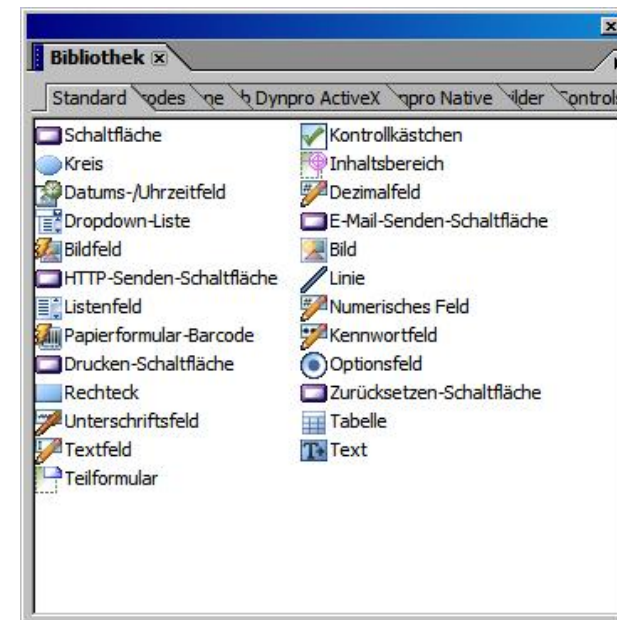 Bibliothek
Standard Dynpro ActiveX Native
Schaltfläche Kontrollkästchen
Kreis Inhaltsbereich
Datums-/Uhrzeitfeld Dezimalfeld
Dropdown-Liste E-Mail-Senden-Schaltfläche
Bildfeld Bild
HTTP-Senden-Schaltfläche Linie
Listenfeld Numerisches Feld
Papierformular-Barcode Kennwortfeld
Drucken-Schaltfläche Optionsfeld
Rechteck Zurücksetzen-Schaltfläche
Unterschriftsfeld Tabelle
Textfeld Text
Teilformular